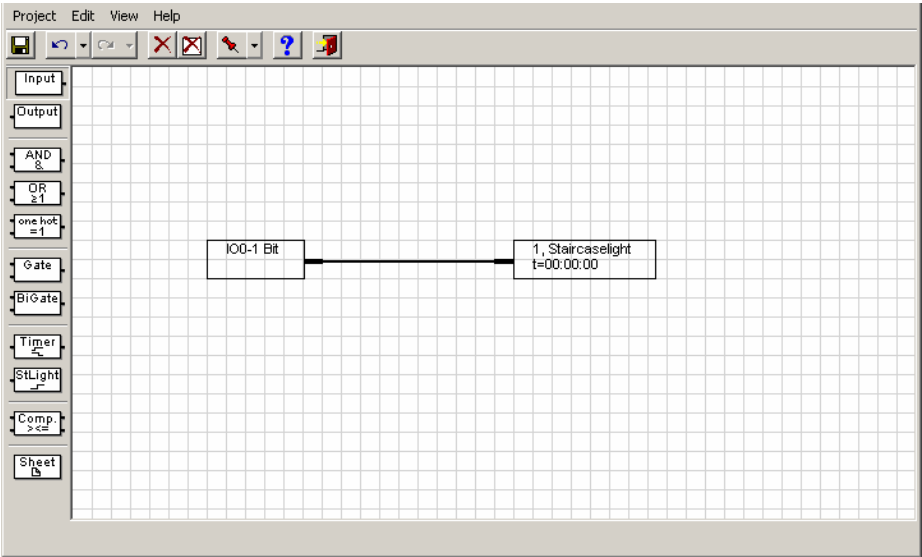 Project Edit View Help
?
Input
Output
AND
&
OR
≥1
one hot
=1
Gate
BiGate
Timer
StLight
Comp.
><=
Sheet
IO0-1 Bit
1, Staircaselight
t=00:00:00